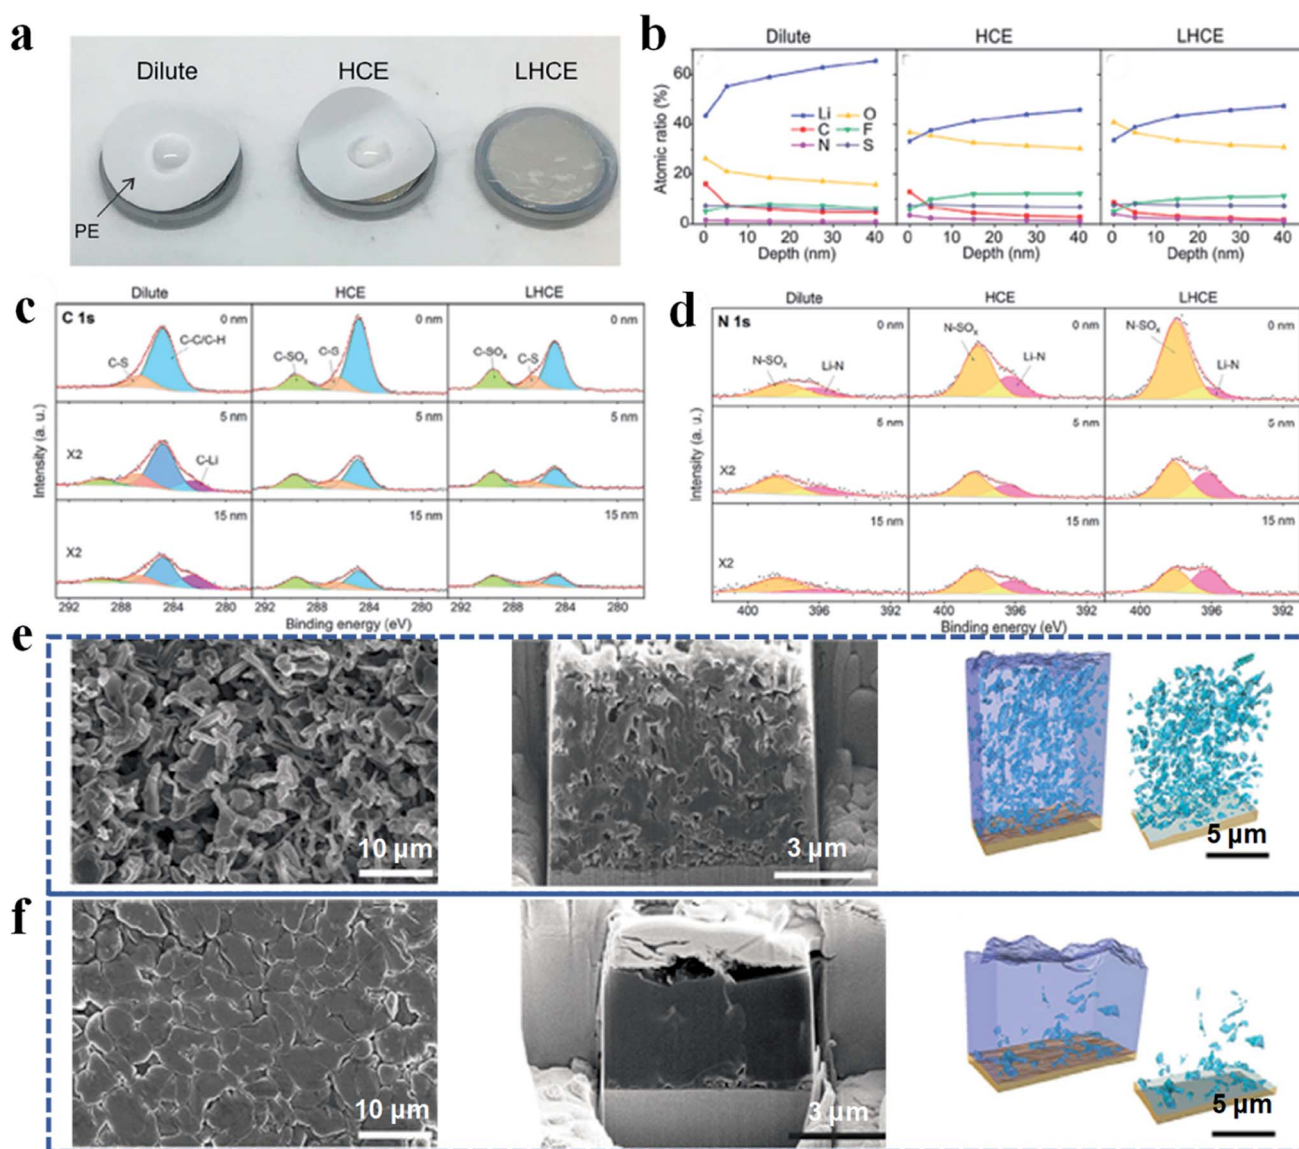 a
Dilute
HCE
LHCE
PE
b
Dilute
HCE
LHCE
Atomic ratio (%)
60
40
20
0
Li
O
C
F
N
S
0 10 20 30 40
0 10 20 30 40
0 10 20 30 40
Depth (nm)
Depth (nm)
Depth (nm)
c
Dilute
HCE
LHCE
C 1s
0 nm
0 nm
0 nm
C-S
C-C/C-H
C-SOx
C-S
C-SOx
C-S
5 nm
5 nm
5 nm
X2
C-Li
15 nm
15 nm
15 nm
X2
Intensity (a. u.)
292 288 284 280
292 288 284 280
292 288 284 280
Binding energy (eV)
d
Dilute
HCE
LHCE
N 1s
0 nm
0 nm
0 nm
N-SOx
Li-N
N-SOx
Li-N
N-SOx
Li-N
5 nm
5 nm
5 nm
X2
15 nm
15 nm
15 nm
X2
Intensity (a. u.)
400 396 392
400 396 392
400 396 392
Binding energy (eV)
e
10 µm
3 µm
5 µm
f
10 µm
3 µm
5 µm